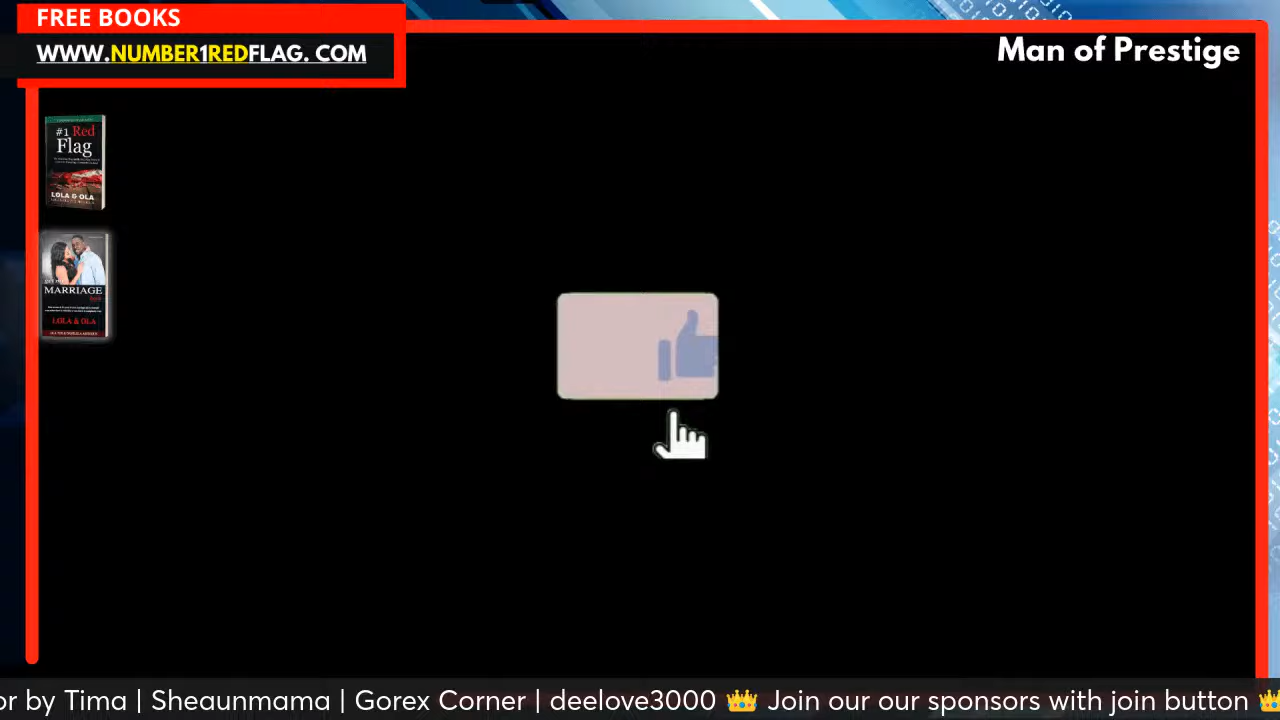 FREE BOOKS
WWW.NUMBER1REDFLAG. COM
Man of Prestige
#1 Red
Flag
LOLA & OLA
MARRIAGE
LOLA & OLA
or by Tima | Sheaunmama | Gorex Corner | deelove3000 👑 Join our our sponsors with join button 👑